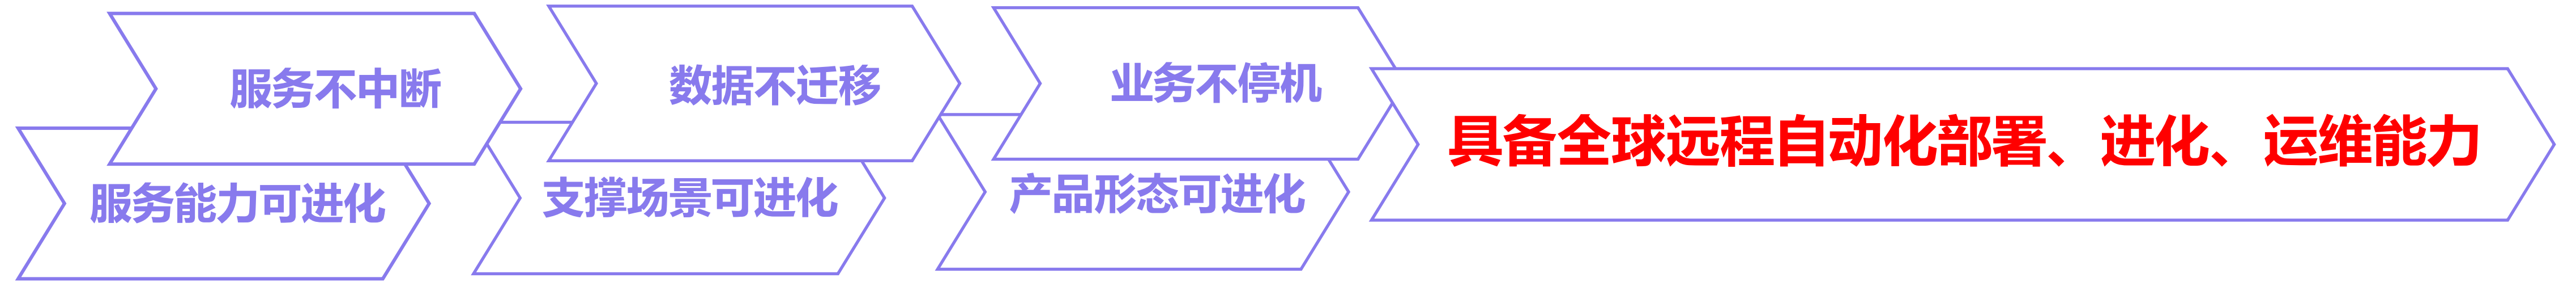 服务不中断
数据不迁移
业务不停机
服务能力可进化
支撑场景可进化
产品形态可进化
具备全球远程自动化部署、进化、运维能力